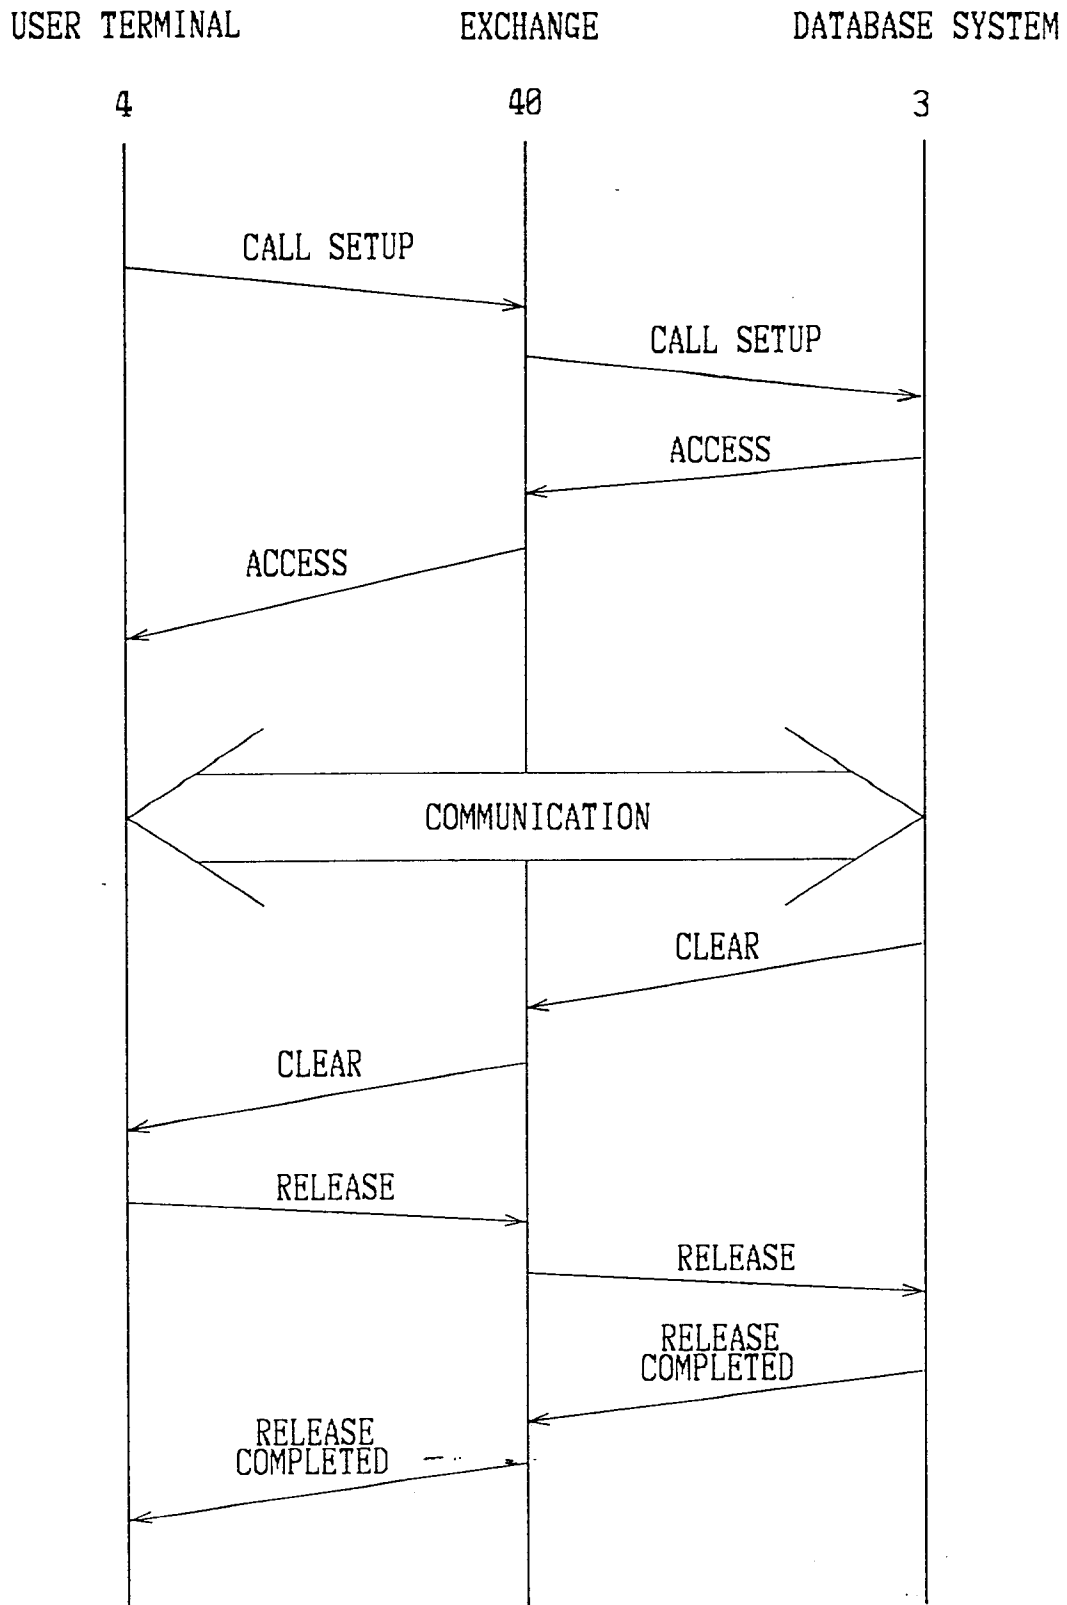 USER TERMINAL EXCHANGE DATABASE SYSTEM
4 40 3
CALL SETUP
CALL SETUP
ACCESS
ACCESS
COMMUNICATION
CLEAR
CLEAR
RELEASE
RELEASE
RELEASE
COMPLETED
RELEASE
COMPLETED